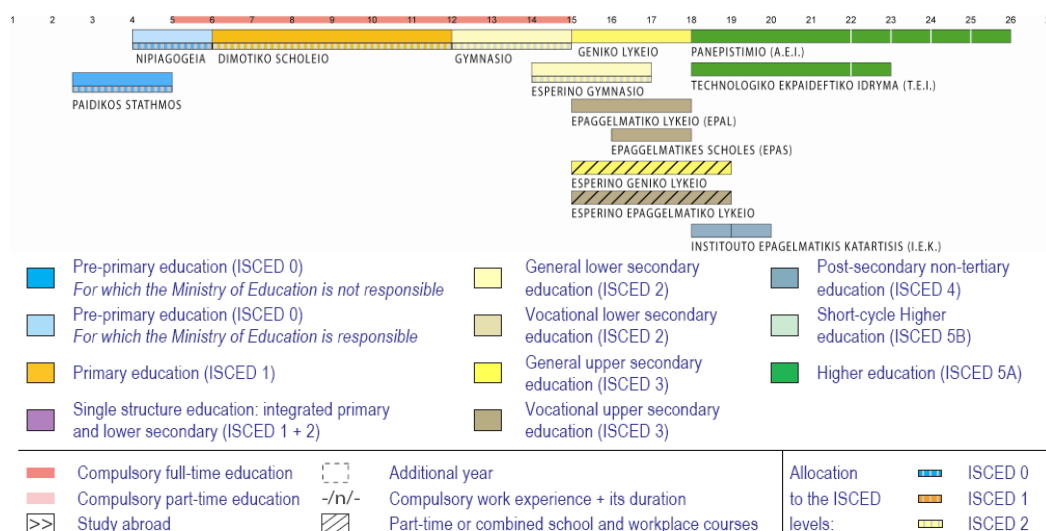 1 2 3 4 5 6 7 8 9 10 11 12 13 14 15 16 17 18 19 20 21 22 23 24 25 26
NIPIAGOGEIA DIMOTIKO SCHOLEIO GYMNASIO GENIKO LYKEIO PANEPISTIMIO (A.E.I.)
PAIDIKOS STATHMOS ESPERINO GYMNASIO TECHNOLOGIKO EKPAIDEFTIKO IDRYMA (T.E.I.)
EPAGGELMATIKO LYKEIO (EPAL)
EPAGGELMATIKES SCHOLES (EPAS)
ESPERINO GENIKO LYKEIO
ESPERINO EPAGGELMATIKO LYKEIO
INSTITOUTO EPAGELMATIKIS KATARTISIS (I.E.K.)
Pre-primary education (ISCED 0)
For which the Ministry of Education is not responsible
Pre-primary education (ISCED 0)
For which the Ministry of Education is responsible
Primary education (ISCED 1)
Single structure education: integrated primary
and lower secondary (ISCED 1 + 2)
General lower secondary
education (ISCED 2)
Vocational lower secondary
education (ISCED 2)
General upper secondary
education (ISCED 3)
Vocational upper secondary
education (ISCED 3)
Post-secondary non-tertiary
education (ISCED 4)
Short-cycle Higher
education (ISCED 5B)
Higher education (ISCED 5A)
Compulsory full-time education
Compulsory part-time education
>> Study abroad
Additional year
-/n/- Compulsory work experience + its duration
Part-time or combined school and workplace courses
Allocation
to the ISCED
levels:
ISCED 0
ISCED 1
ISCED 2